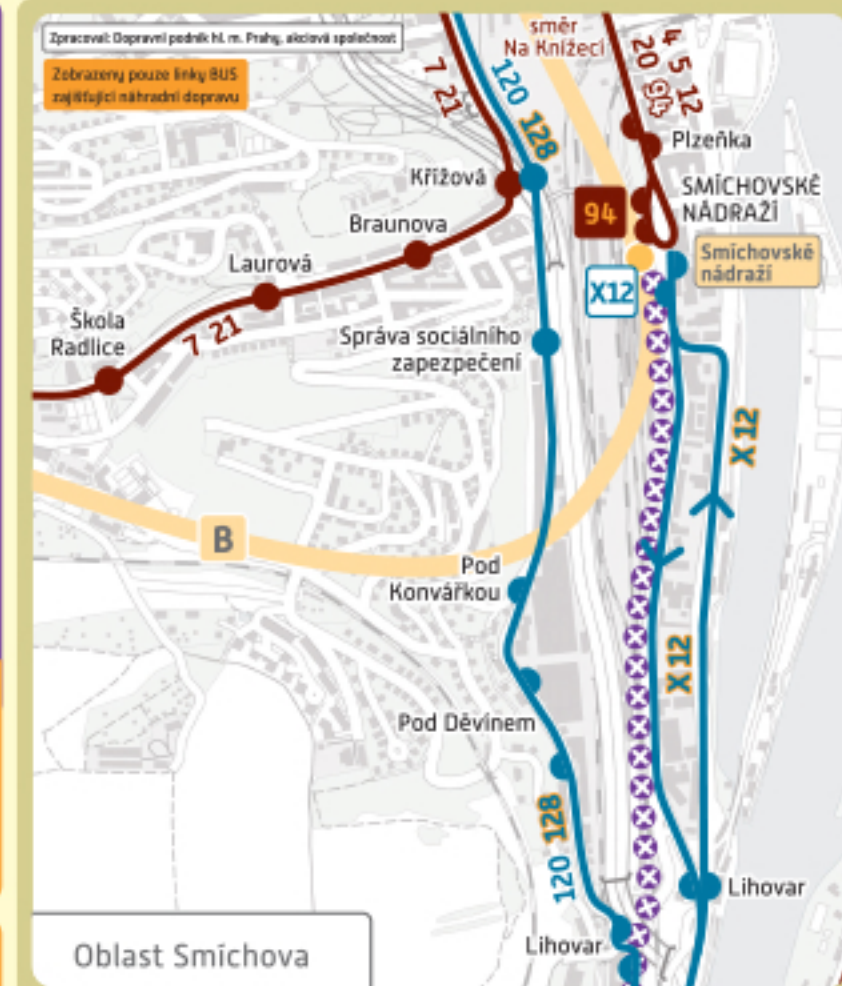 Zpracoval: Dopravní podnik hl. m. Prahy, akciová společnost
Zobrazeny pouze linky BUS
zajišťující náhradní dopravu
směr
Na Knížecí
7 21
120 128
4 5 12
20 94
Plzeňka
Křížová
SMÍCHOVSKÉ
NÁDRAŽÍ
94
Braunova
Smíchovské
nádraží
Laurová
X12
Škola
Radlice
7 21
Správa sociálního
zapezpečení
X 12
B
Pod
Konvářkou
X 12
Pod Děvínem
120 128
Lihovar
Lihovar
Oblast Smíchova